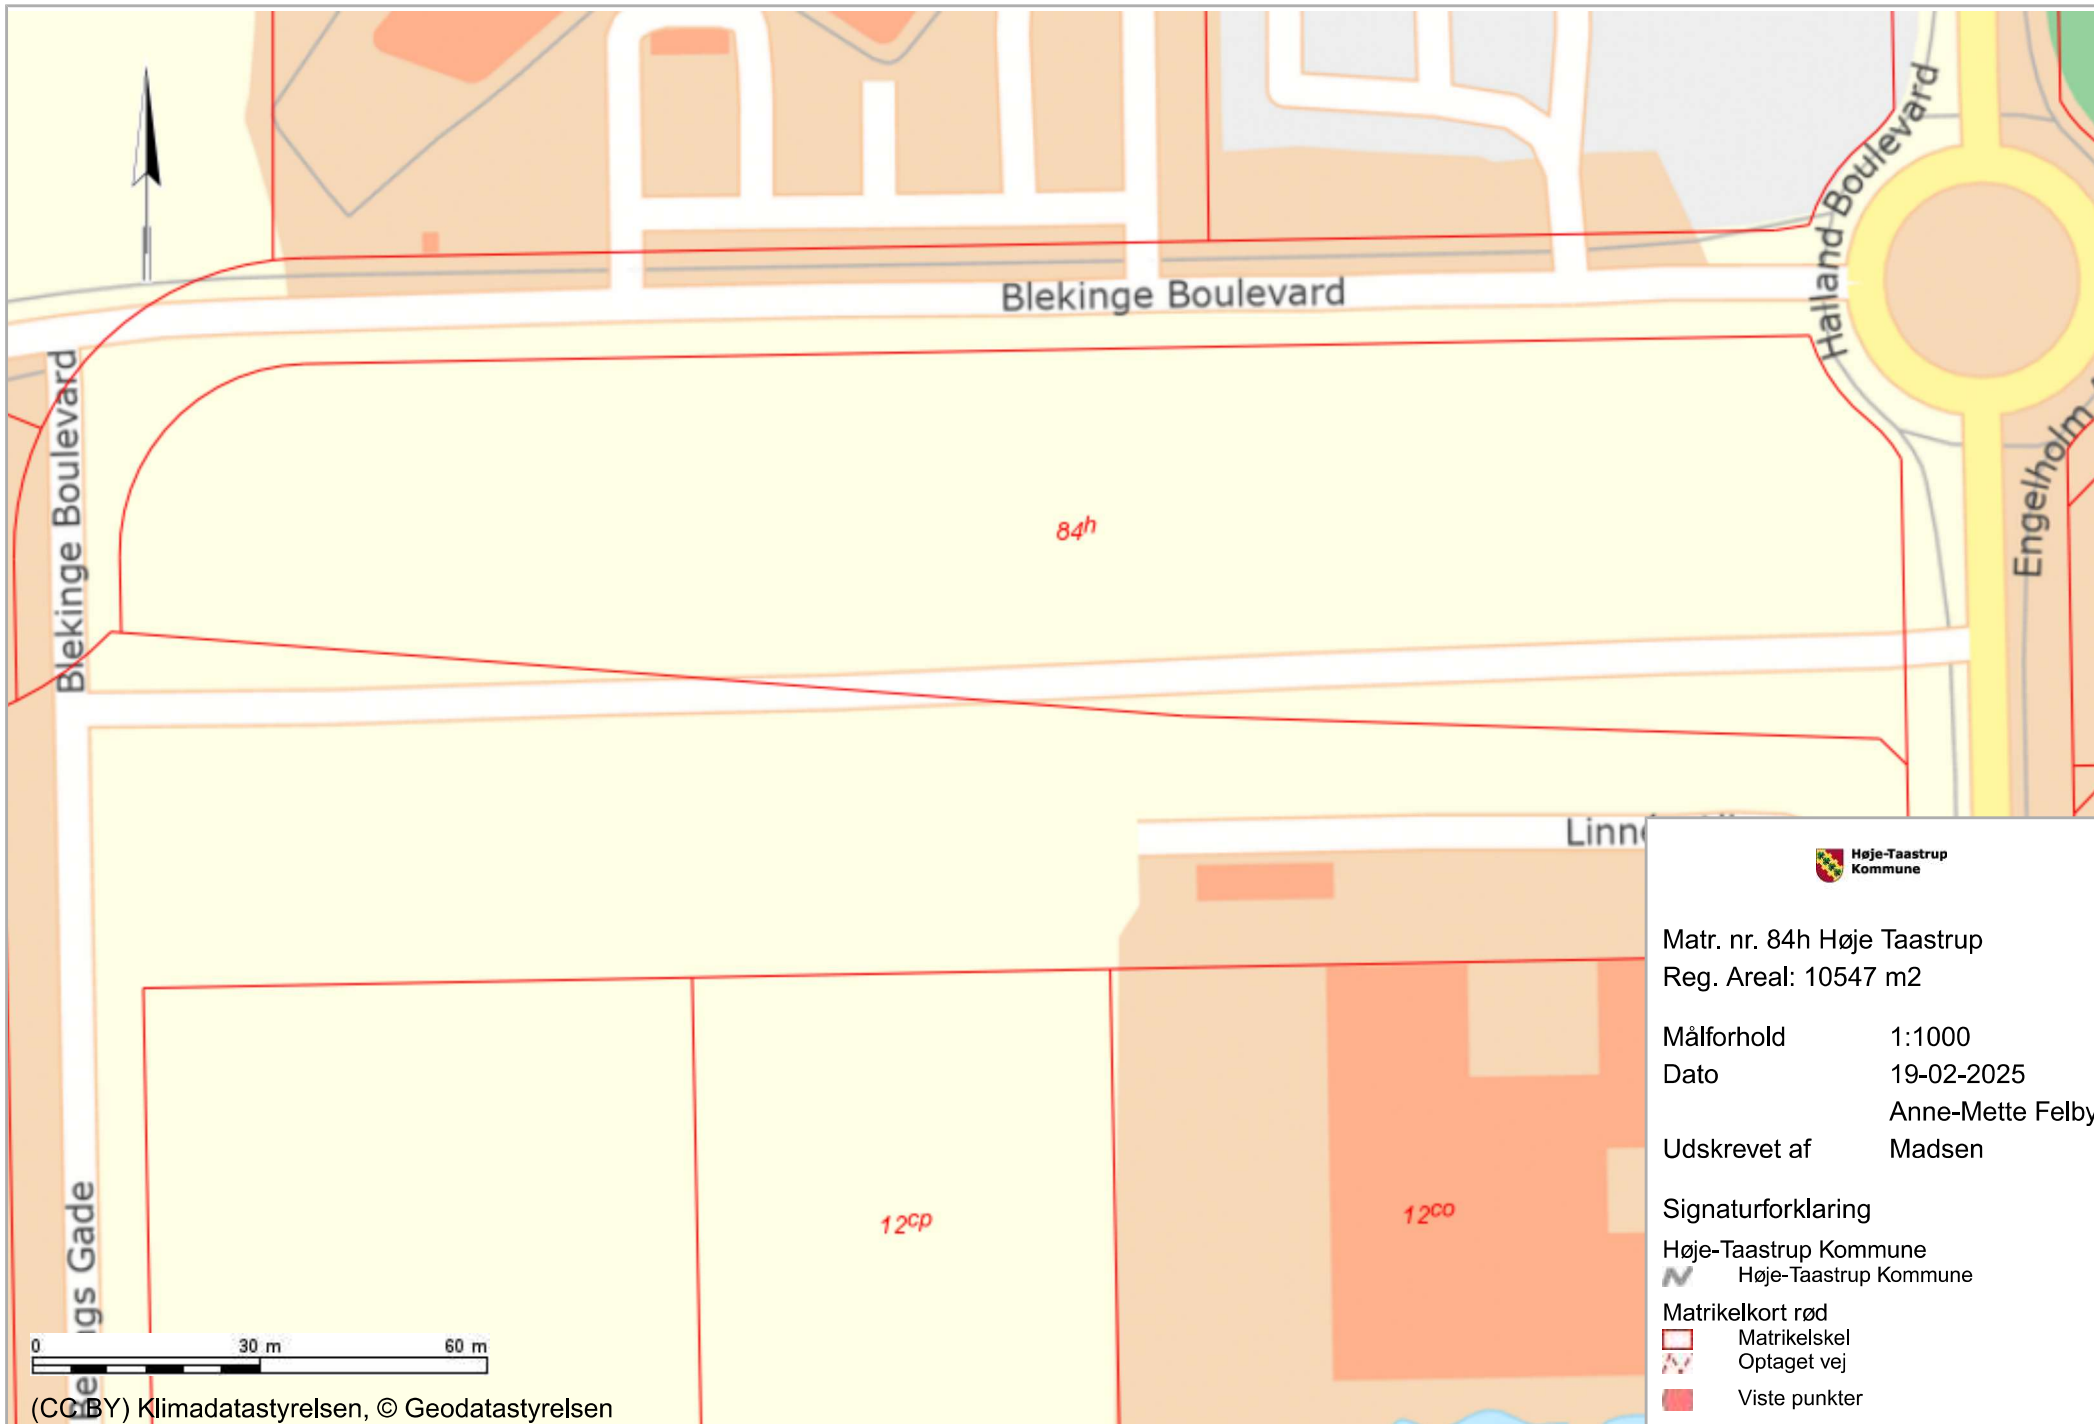 Blekinge Boulevard
Halland Boulevard
Blekinge Boulevard
Engelholm
84h
Linn
Høje-Taastrup
Kommune
Matr. nr. 84h Høje Taastrup
Reg. Areal: 10547 m2
Målforhold 1:1000
Dato 19-02-2025
Anne-Mette Felby
Udskrevet af Madsen
Signaturforklaring
Høje-Taastrup Kommune
Høje-Taastrup Kommune
Matrikelkort rød
Matrikelskel
Optaget vej
Viste punkter
12cp
12co
gs Gade
0 30 m 60 m
(CC BY) Klimadatastyrelsen, © Geodatastyrelsen